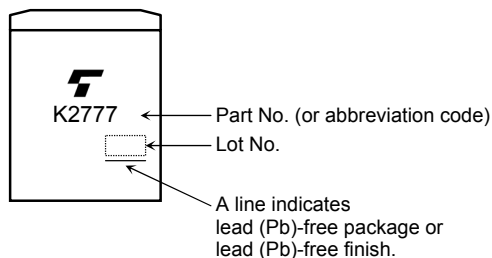 K2777
Part No. (or abbreviation code)
Lot No.
A line indicates
lead (Pb)-free package or
lead (Pb)-free finish.